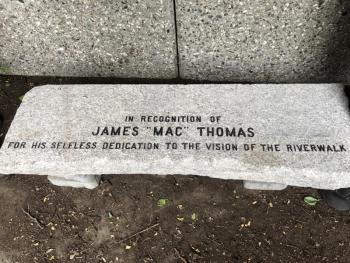 IN RECOGNITION OF
JAMES "MAC" THOMAS
FOR HIS SELFLESS DEDICATION TO THE VISION OF THE RIVERWALK